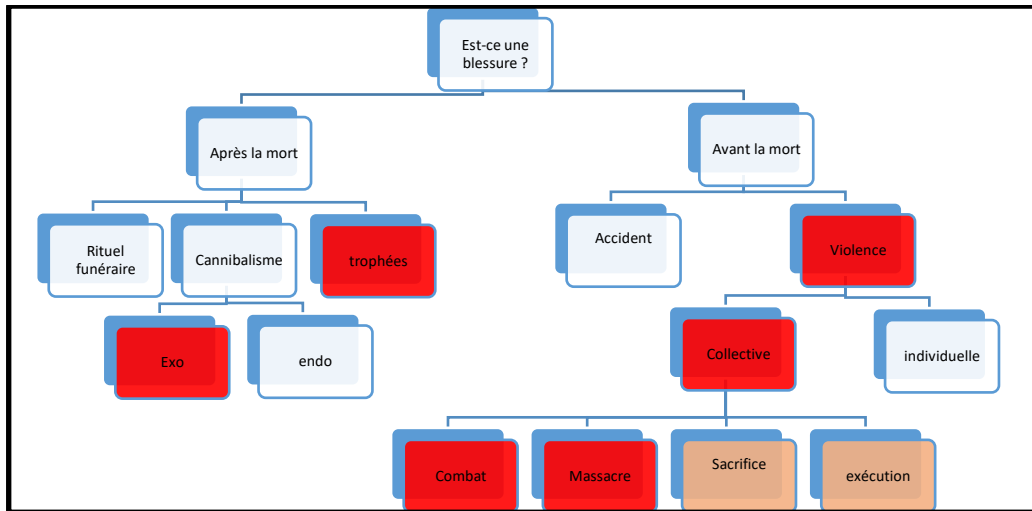 Est-ce une
blessure ?
Après la mort
Avant la mort
Rituel
funéraire
Cannibalisme
trophées
Accident
Violence
Exo
endo
Collective
individuelle
Combat
Massacre
Sacrifice
exécution